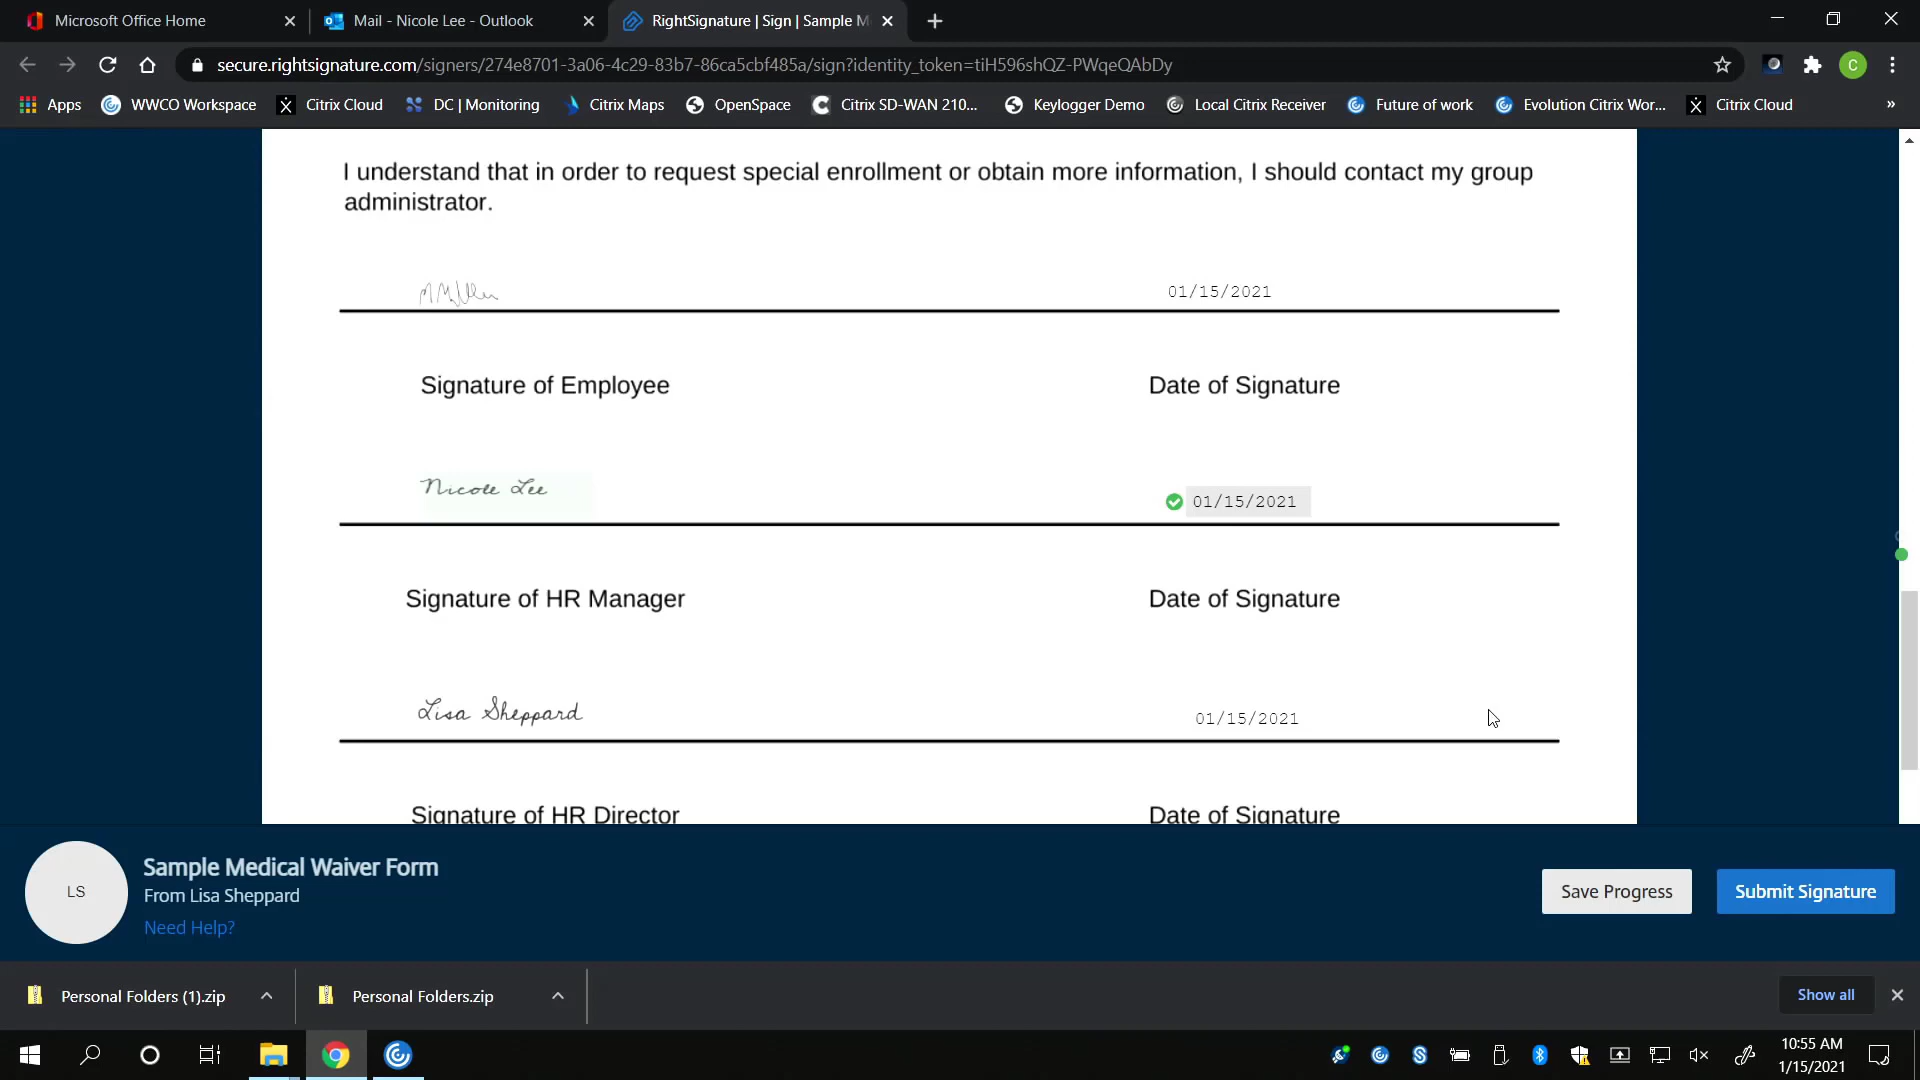 Microsoft Office Home
Mail - Nicole Lee - Outlook
RightSignature | Sign | Sample M
secure.rightsignature.com/signers/274e8701-3a06-4c29-83b7-86ca5cbf485a/sign?identity_token=tiH596shQZ-PWqeQAbDy
C
Apps WWCO Workspace Citrix Cloud DC | Monitoring Citrix Maps OpenSpace Citrix SD-WAN 210... Keylogger Demo Local Citrix Receiver Future of work Evolution Citrix Wor... Citrix Cloud »
I understand that in order to request special enrollment or obtain more information, I should contact my group
administrator.
01/15/2021
Signature of Employee Date of Signature
Nicole Lee 01/15/2021
Signature of HR Manager Date of Signature
Lisa Sheppard 01/15/2021
Signature of HR Director Date of Signature
LS
Sample Medical Waiver Form
From Lisa Sheppard
Need Help?
Save Progress Submit Signature
Personal Folders (1).zip Personal Folders.zip Show all
10:55 AM
1/15/2021